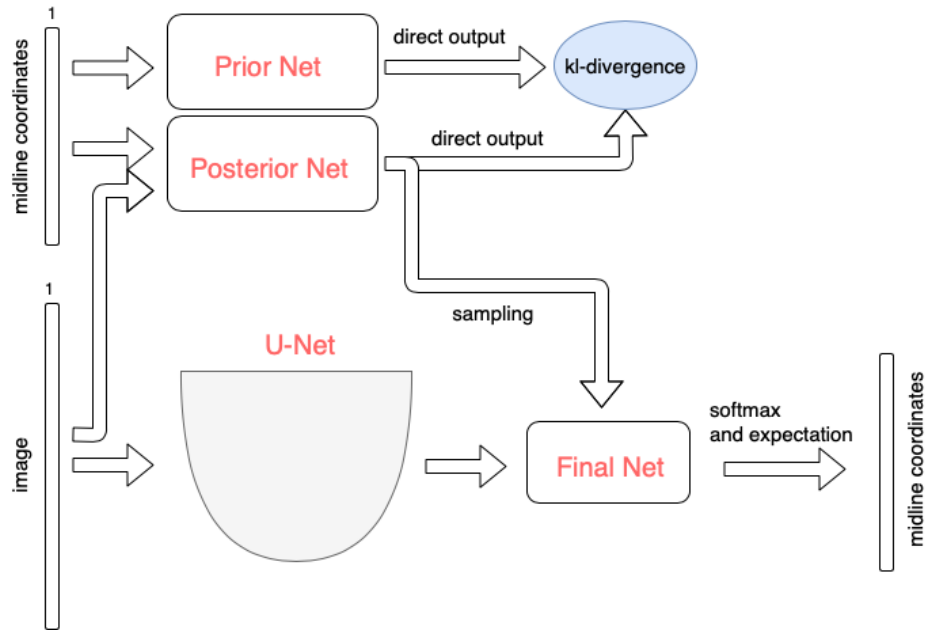 1
midline coordinates
Prior Net
direct output
kl-divergence
Posterior Net
direct output
1
image
U-Net
sampling
Final Net
softmax
and expectation
midline coordinates